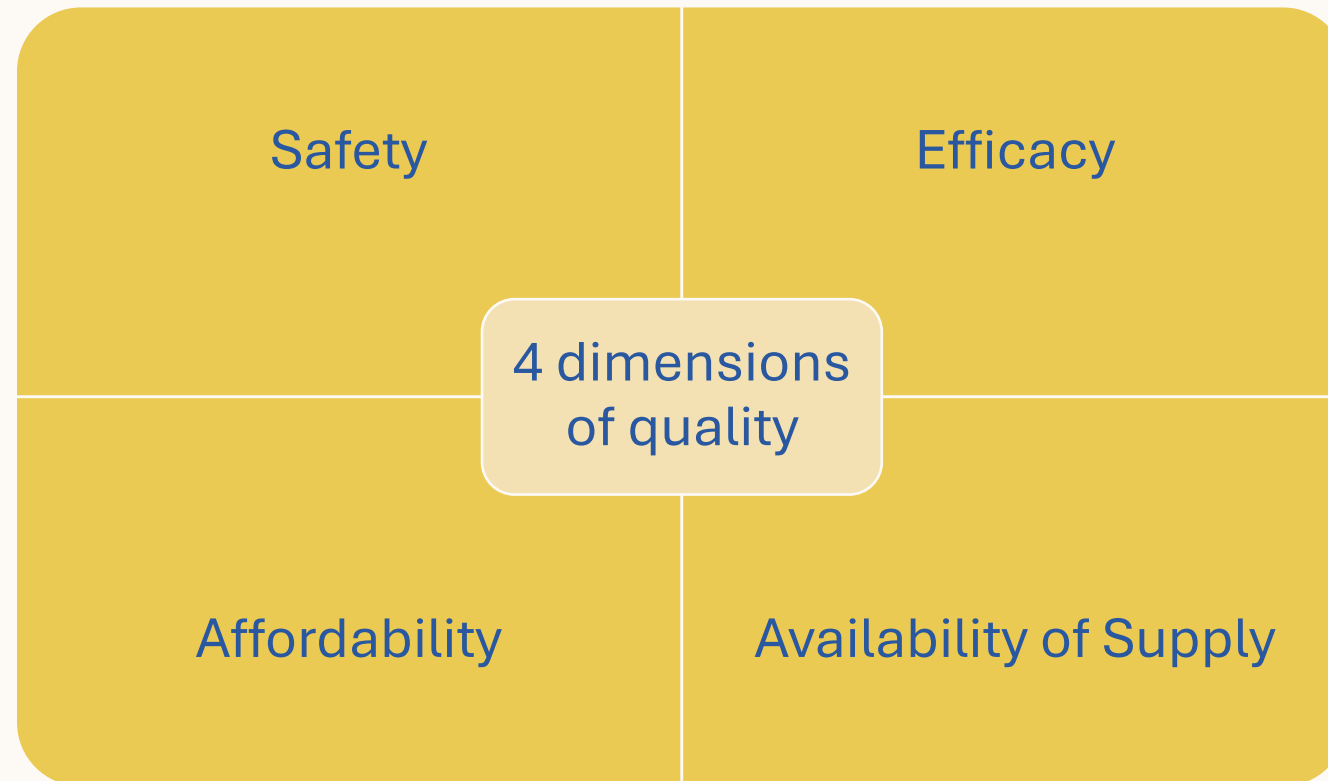 Safety
Efficacy
4 dimensions
of quality
Affordability
Availability of Supply